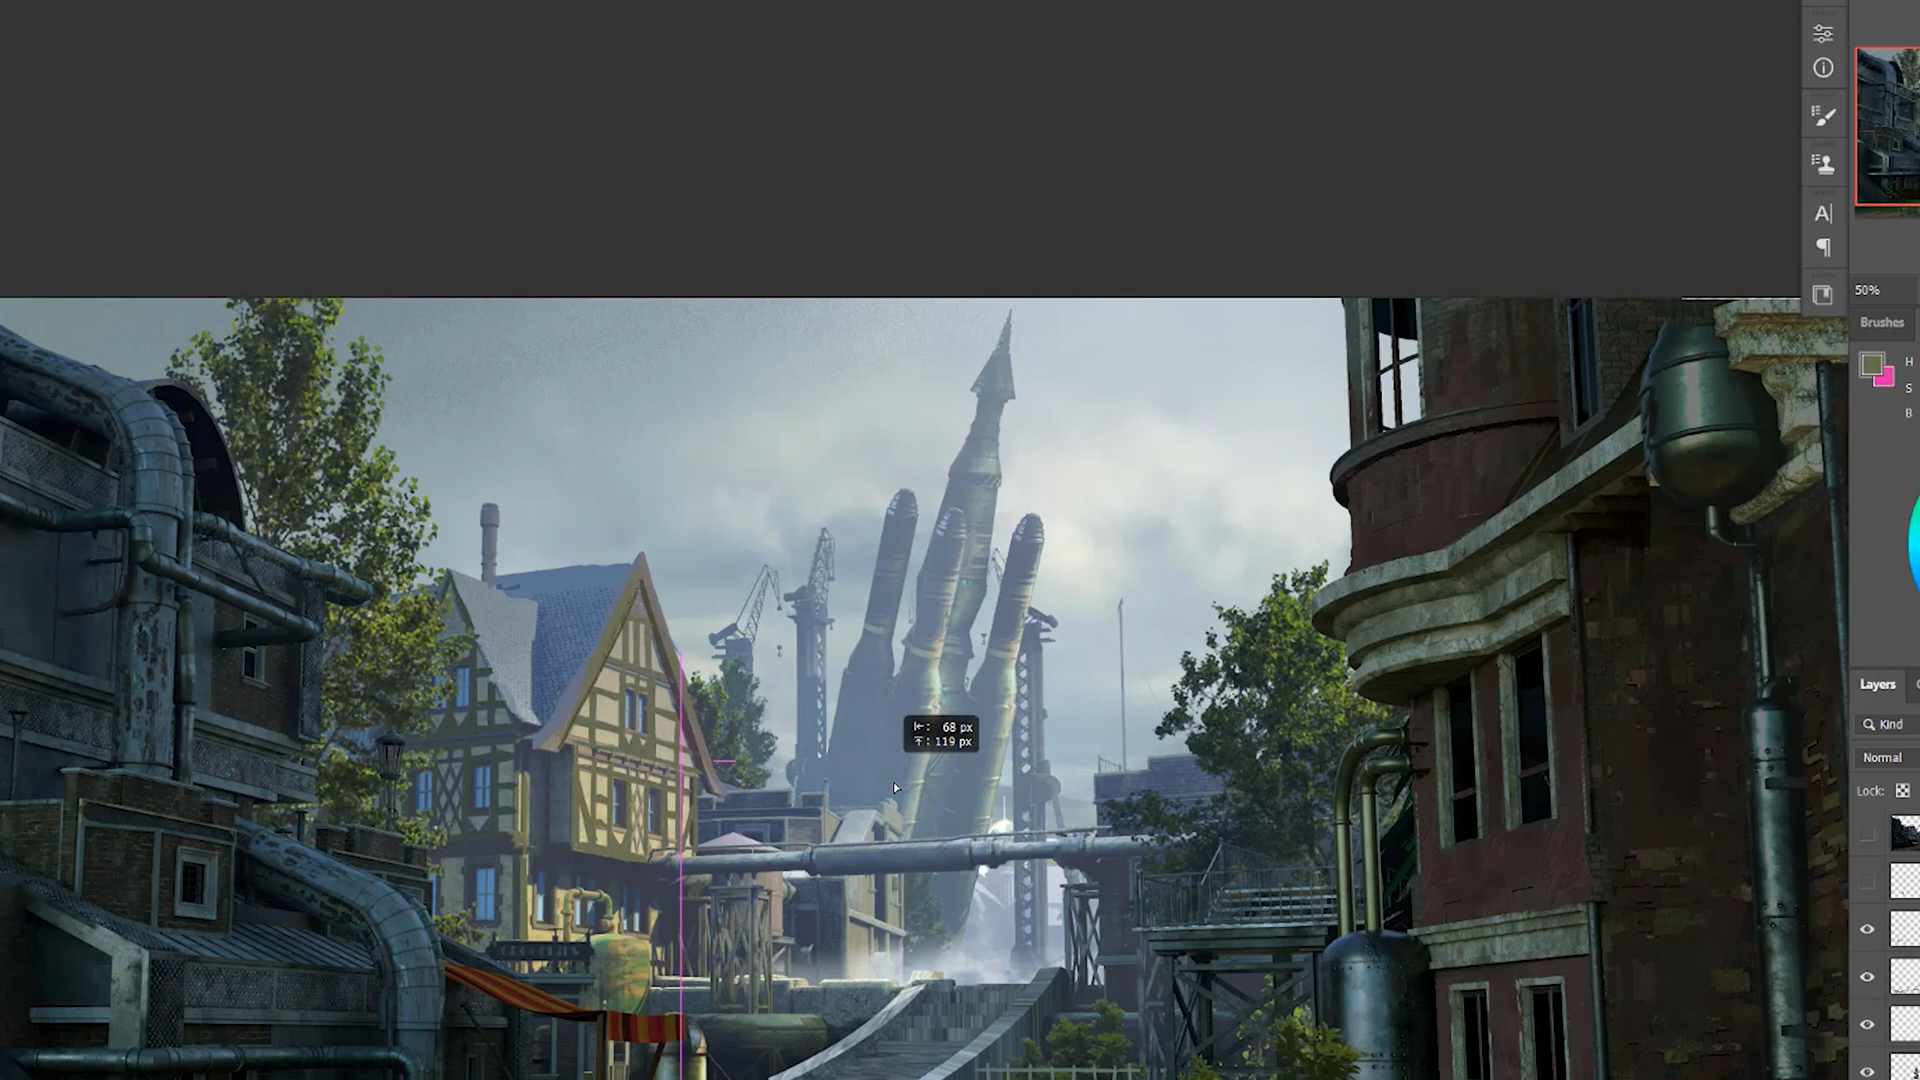 50%
Brushes
H
S
B
68 px
119 px
Layers
Kind
Normal
Lock: